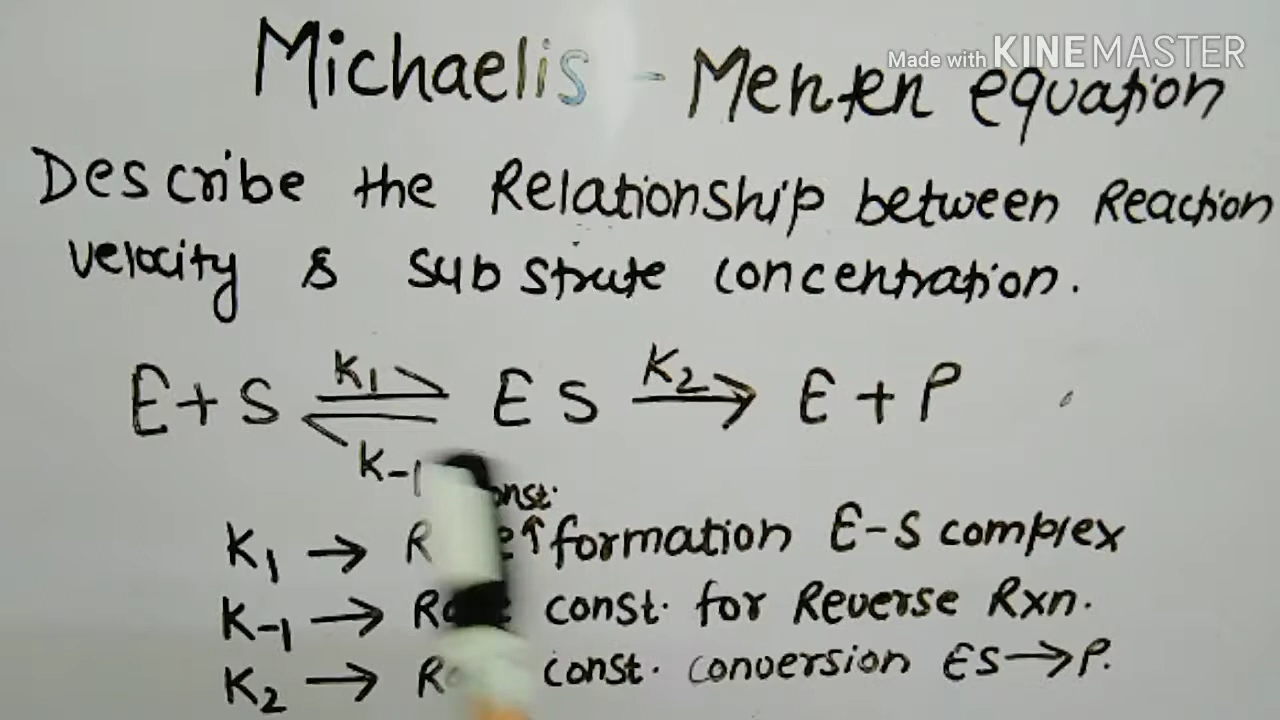 Made with KINEMASTER
Michaelis - Menten equation
Describe the Relationship between Reaction
velocity & substrate concentration.
E + S ⇌ ES → E + P
K1
K2
K-1
K1 → formation E-S complex
K-1 → const. for Reverse Rxn.
K2 → const. conversion ES → P.